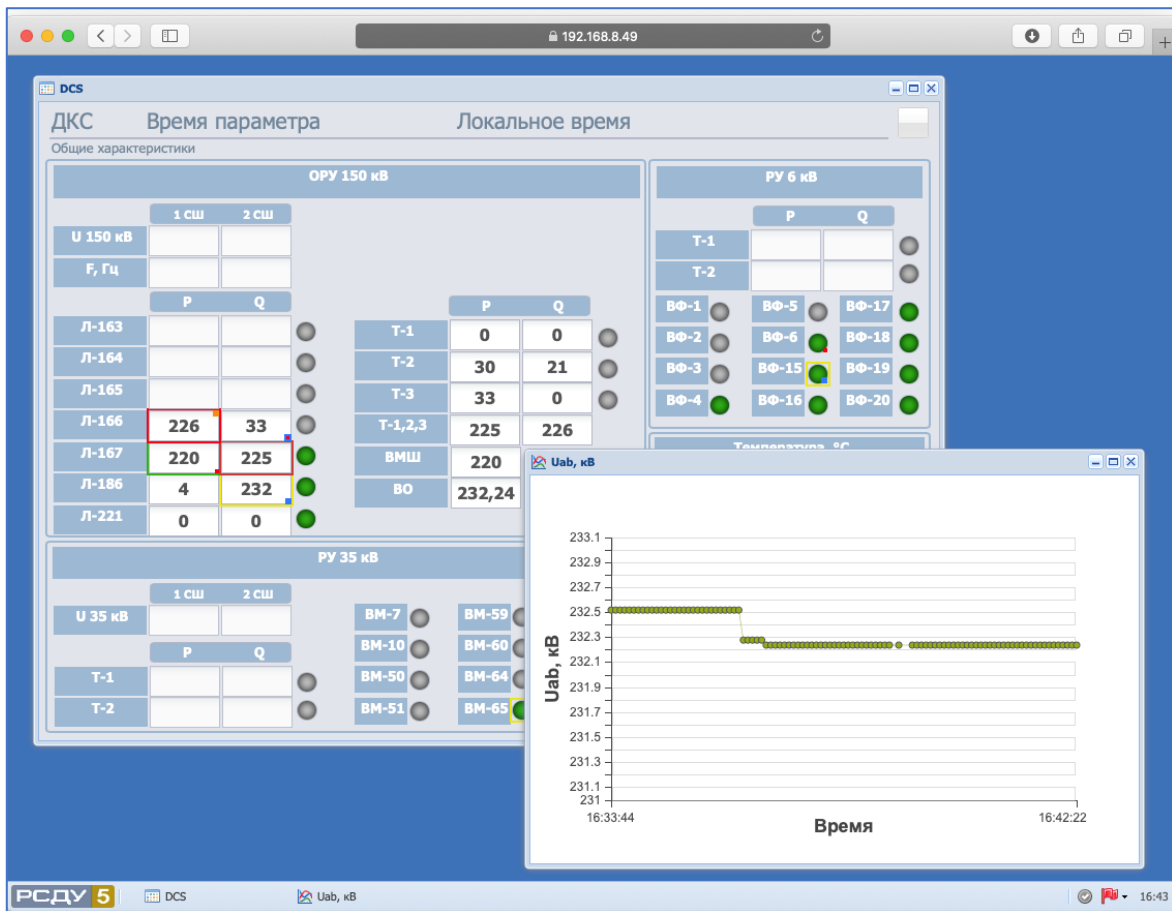 192.168.8.49
DCS
ДКС Время параметра Локальное время
Общие характеристики
ОРУ 150 кВ
1 СШ 2 СШ
U 150 кВ
F, Гц
P Q
Л-163
Л-164
Л-165
Л-166 226 33
Л-167 220 225
Л-186 4 232
Л-221 0 0
P Q
Т-1 0 0
Т-2 30 21
Т-3 33 0
Т-1,2,3 225 226
ВМШ 220
ВО 232,24
РУ 6 кВ
P Q
Т-1
Т-2
ВФ-1 ВФ-5 ВФ-17
ВФ-2 ВФ-6 ВФ-18
ВФ-3 ВФ-15 ВФ-19
ВФ-4 ВФ-16 ВФ-20
Температура, °С
РУ 35 кВ
1 СШ 2 СШ
U 35 кВ
P Q
Т-1
Т-2
ВМ-7 ВМ-59
ВМ-10 ВМ-60
ВМ-50 ВМ-64
ВМ-51 ВМ-65
Uab, кВ
Uab, кВ
233.1
232.9
232.7
232.5
232.3
232.1
231.9
231.7
231.5
231.3
231.1
231
16:33:44 16:42:22
Время
РСДУ 5 DCS Uab, кВ 16:43